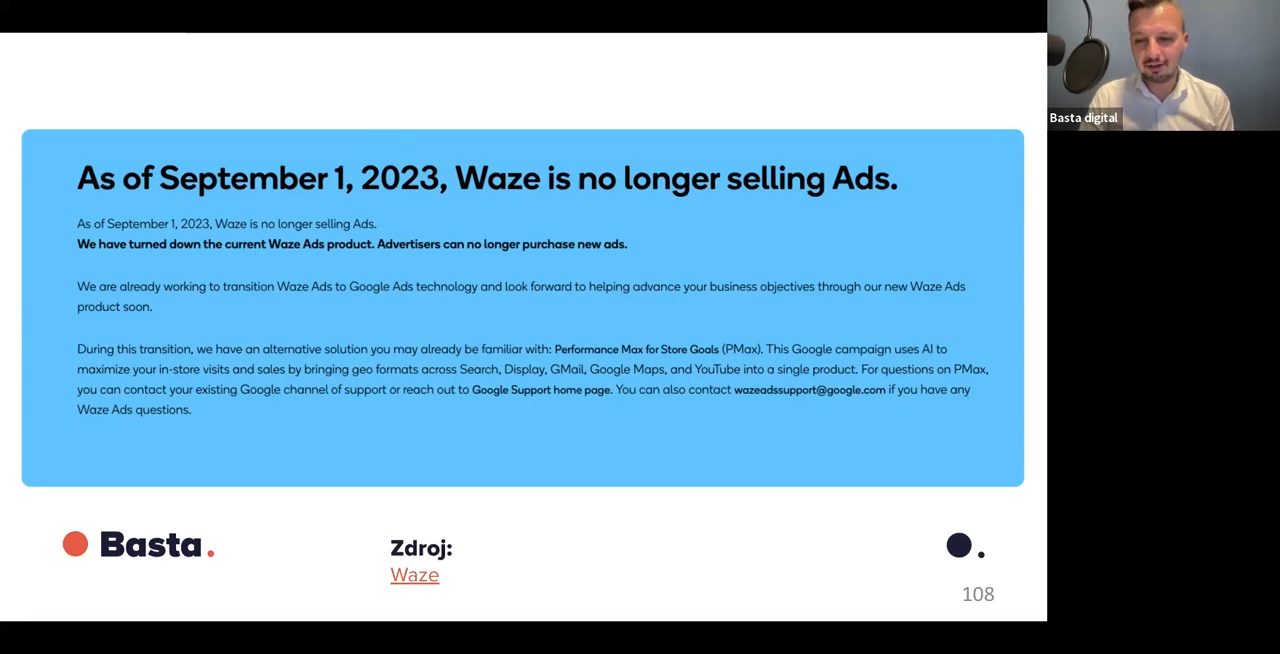 As of September 1, 2023, Waze is no longer selling Ads.
As of September 1, 2023, Waze is no longer selling Ads.
We have turned down the current Waze Ads product. Advertisers can no longer purchase new ads.
We are already working to transition Waze Ads to Google Ads technology and look forward to helping advance your business objectives through our new Waze Ads
product soon.
During this transition, we have an alternative solution you may already be familiar with: Performance Max for Store Goals (PMax). This Google campaign uses AI to
maximize your in-store visits and sales by bringing geo formats across Search, Display, GMail, Google Maps, and YouTube into a single product. For questions on PMax,
you can contact your existing Google channel of support or reach out to Google Support home page. You can also contact wazeadssupport@google.com if you have any
Waze Ads questions.
Basta.
Zdroj:
Waze
108
Basta digital